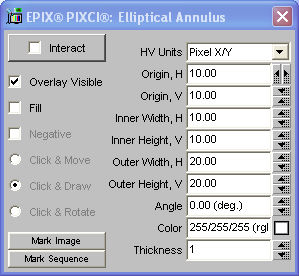 EPIX® PIXCI®: Elliptical Annulus
Interact
HV Units Pixel X/Y
Overlay Visible
Origin, H 10.00
Fill
Origin, V 10.00
Negative
Inner Width, H 10.00
Click & Move
Inner Height, V 10.00
Click & Draw
Outer Width, H 20.00
Click & Rotate
Outer Height, V 20.00
Angle 0.00 (deg.)
Mark Image
Color 255/255/255 (rgl
Mark Sequence
Thickness 1